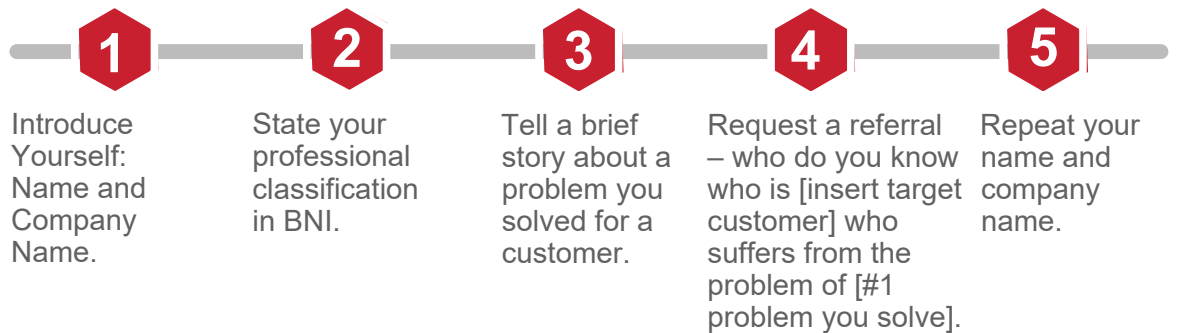 1
Introduce
Yourself:
Name and
Company
Name.
2
State your
professional
classification
in BNI.
3
Tell a brief
story about a
problem you
solved for a
customer.
4
Request a referral
– who do you know
who is [insert target
customer] who
suffers from the
problem of [#1
problem you solve].
5
Repeat your
name and
company
name.